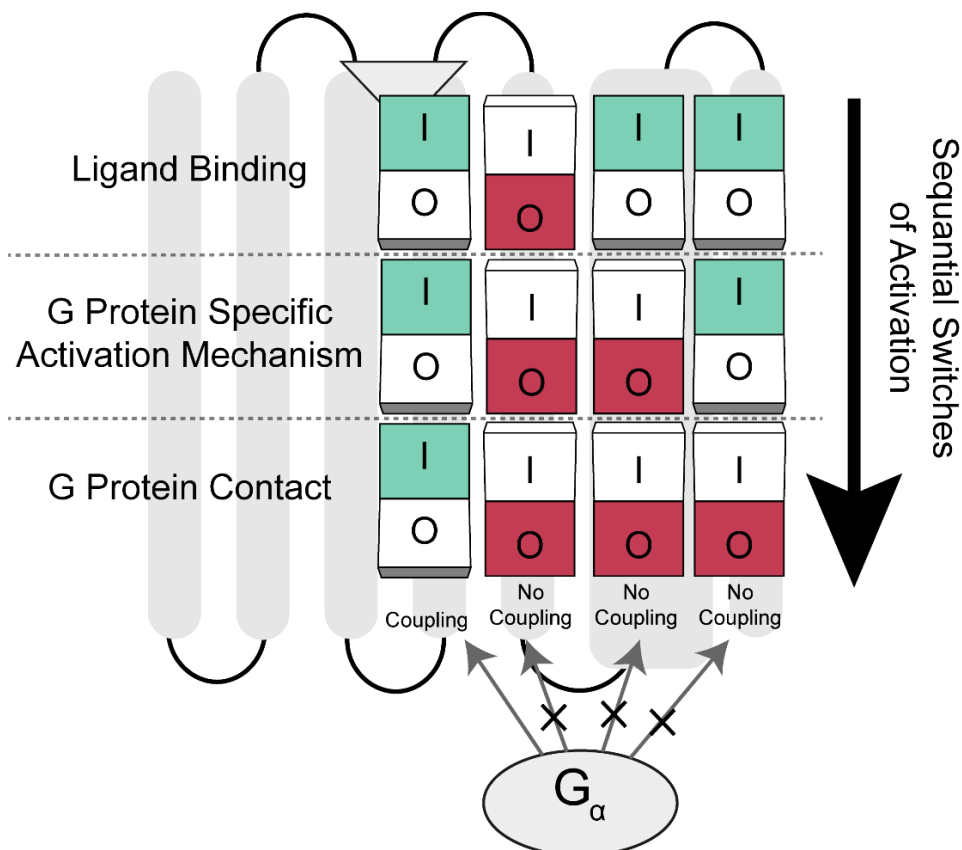 Ligand Binding
I I I I
O O O O
G Protein Specific
Activation Mechanism
I I I I
O O O O
G Protein Contact
I I I I
O O O O
Coupling
No
Coupling
No
Coupling
No
Coupling
Sequantial Switches
of Activation
Gα